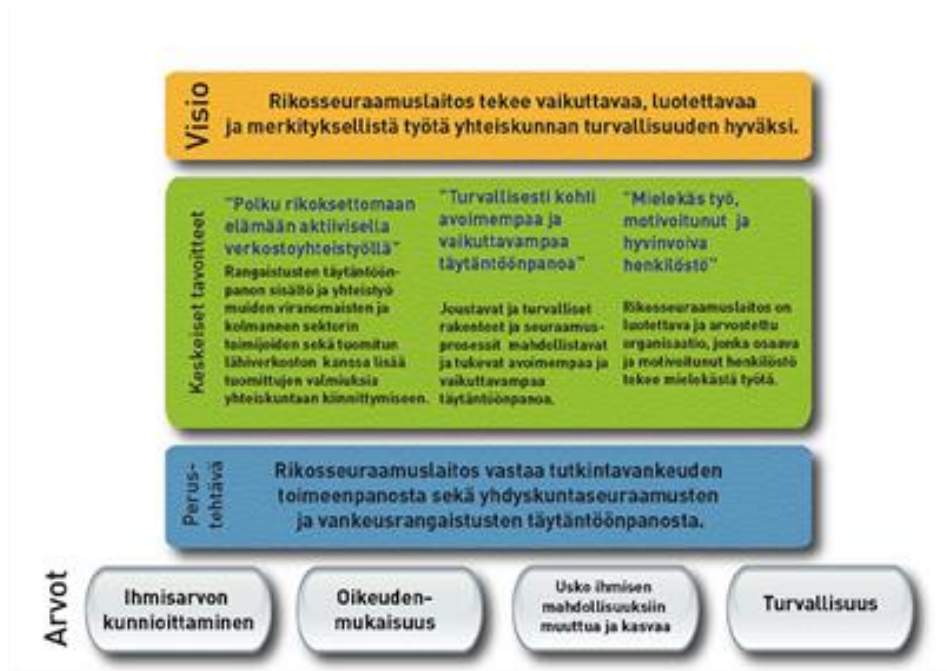 Visio
Rikosseuraamuslaitos tekee vaikuttavaa, luotettavaa
ja merkityksellistä työtä yhteiskunnan turvallisuuden hyväksi.
Keskeiset tavoitteet
"Polku rikoksettomaan
elämään aktiivisella
verkostoyhteistyöllä"
Rangaistusten täytäntöön-
panon sisältö ja yhteistyö
muiden viranomaisten ja
kolmannen sektorin
toimijoiden sekä tuomitun
lähiverkoston kanssa lisää
tuomittujen valmiuksia
yhteiskuntaan kiinnittymiseen.
"Turvallisesti kohti
avoimempaa ja
vaikuttavampaa
täytäntöönpanoa"
Joustavat ja turvalliset
rakenteet ja seuraamus-
prosessit mahdollistavat
ja tukevat avoimempaa ja
vaikuttavampaa
täytäntöönpanoa.
"Mielekäs työ,
motivoitunut ja
hyvinvoiva
henkilöstö"
Rikosseuraamuslaitos on
luotettava ja arvostettu
organisaatio, jonka osaava
ja motivoitunut henkilöstö
tekee mielekästä työtä.
Perus-
tehtävä
Rikosseuraamuslaitos vastaa tutkintavankeuden
toimeenpanosta sekä yhdyskuntaseuraamusten
ja vankeusrangaistusten täytäntöönpanosta.
Arvot
Ihmisarvon
kunnioittaminen
Oikeuden-
mukaisuus
Usko ihmisen
mahdollisuuksiin
muuttua ja kasvaa
Turvallisuus